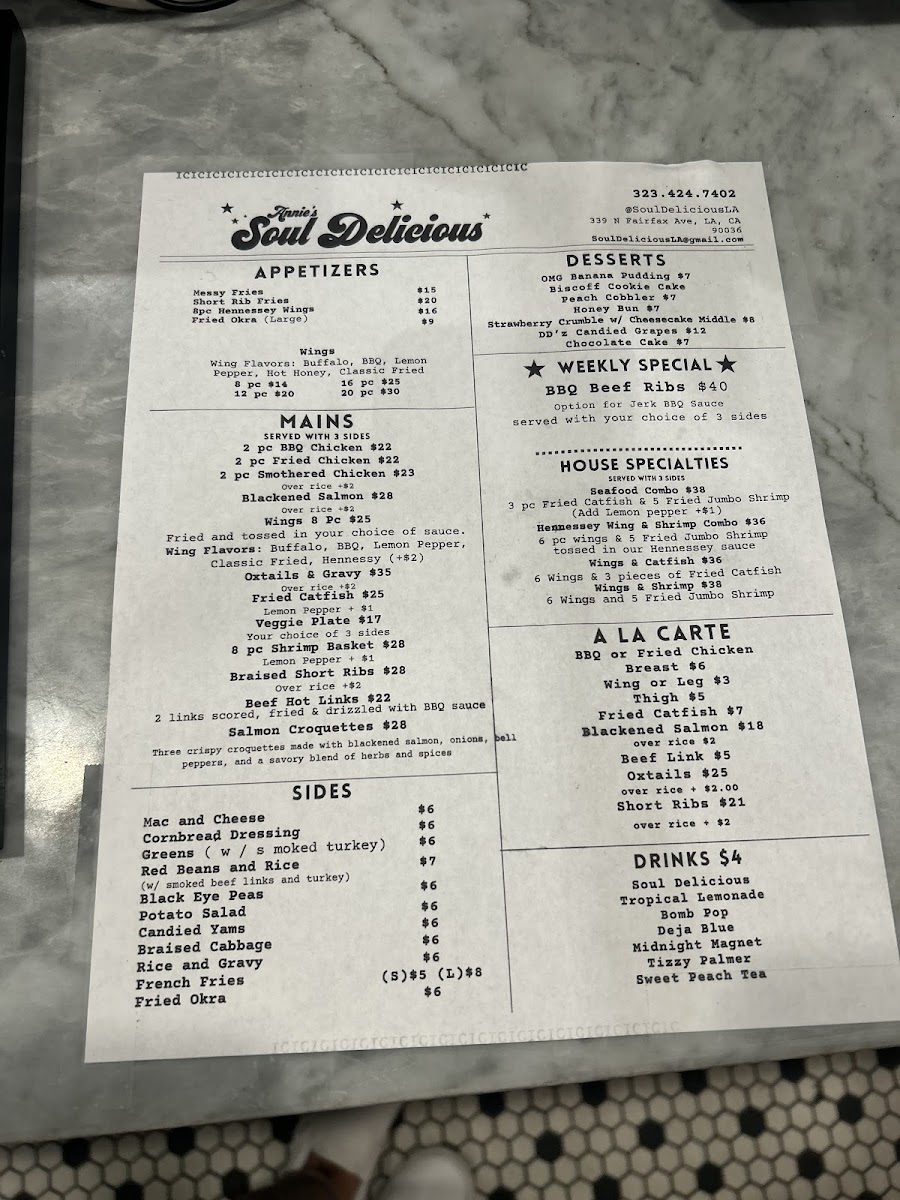 Annie's
Soul Delicious
323.424.7402
@SoulDeliciousLA
339 N Fairfax Ave, LA, CA
90036
SoulDeliciousLA@gmail.com
APPETIZERS
Messy Fries $15
Short Rib Fries $20
8pc Hennessey Wings $16
Fried Okra (Large) $9
Wings
Wing Flavors: Buffalo, BBQ, Lemon
Pepper, Hot Honey, Classic Fried
8 pc $14 16 pc $25
12 pc $20 20 pc $30
MAINS
SERVED WITH 3 SIDES
2 pc BBQ Chicken $22
2 pc Fried Chicken $22
2 pc Smothered Chicken $23
Over rice +$2
Blackened Salmon $28
Over rice +$2
Wings 8 Pc $25
Fried and tossed in your choice of sauce.
Wing Flavors: Buffalo, BBQ, Lemon Pepper,
Classic Fried, Hennessy (+$2)
Oxtails & Gravy $35
Over rice +$2
Fried Catfish $25
Lemon Pepper + $1
Veggie Plate $17
Your choice of 3 sides
8 pc Shrimp Basket $28
Lemon Pepper + $1
Braised Short Ribs $28
Over rice +$2
Beef Hot Links $22
2 links scored, fried & drizzled with BBQ sauce
Salmon Croquettes $28
Three crispy croquettes made with blackened salmon, onions, bell
peppers, and a savory blend of herbs and spices
SIDES
Mac and Cheese $6
Cornbread Dressing $6
Greens ( w / s moked turkey) $6
Red Beans and Rice $7
(w/ smoked beef links and turkey)
Black Eye Peas $6
Potato Salad $6
Candied Yams $6
Braised Cabbage $6
Rice and Gravy $6
French Fries (S)$5 (L)$8
Fried Okra $6
DESSERTS
OMG Banana Pudding $7
Biscoff Cookie Cake
Peach Cobbler $7
Honey Bun $7
Strawberry Crumble w/ Cheesecake Middle $8
DD'z Candied Grapes $12
Chocolate Cake $7
WEEKLY SPECIAL
BBQ Beef Ribs $40
Option for Jerk BBQ Sauce
served with your choice of 3 sides
HOUSE SPECIALTIES
SERVED WITH 3 SIDES
Seafood Combo $38
3 pc Fried Catfish & 5 Fried Jumbo Shrimp
(Add Lemon pepper +$1)
Hennessey Wing & Shrimp Combo $36
6 pc wings & 5 Fried Jumbo Shrimp
tossed in our Hennessey sauce
Wings & Catfish $36
6 Wings & 3 pieces of Fried Catfish
Wings & Shrimp $38
6 Wings and 5 Fried Jumbo Shrimp
A LA CARTE
BBQ or Fried Chicken
Breast $6
Wing or Leg $3
Thigh $5
Fried Catfish $7
Blackened Salmon $18
over rice $2
Beef Link $5
Oxtails $25
over rice + $2.00
Short Ribs $21
over rice + $2
DRINKS $4
Soul Delicious
Tropical Lemonade
Bomb Pop
Deja Blue
Midnight Magnet
Tizzy Palmer
Sweet Peach Tea